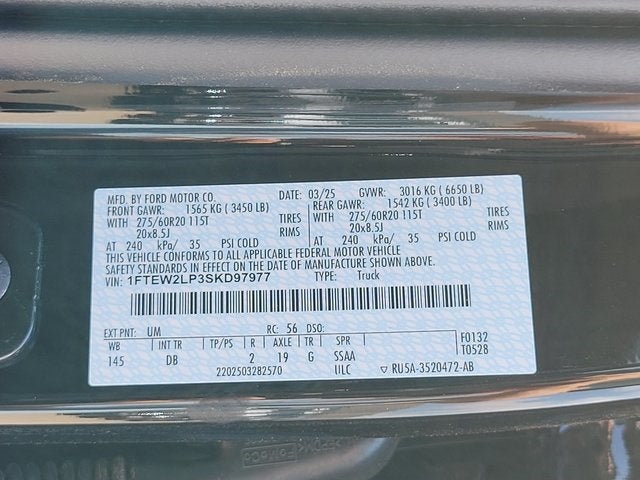 MFD. BY FORD MOTOR CO. DATE: 03/25 GVWR: 3016 KG ( 6650 LB)
FRONT GAWR: 1565 KG ( 3450 LB) REAR GAWR: 1542 KG ( 3400 LB)
WITH 275/60R20 115T TIRES WITH 275/60R20 115T TIRES
20x8.5J RIMS 20x8.5J RIMS
AT 240 kPa/ 35 PSI COLD AT 240 kPa/ 35 PSI COLD
THIS VEHICLE CONFORMS TO ALL APPLICABLE FEDERAL MOTOR VEHICLE
SAFETY STANDARDS IN EFFECT ON THE DATE OF MANUFACTURE SHOWN ABOVE.
VIN: 1FTEW2LP3SKD97977 TYPE: Truck
EXT PNT: UM RC: 56 DSO: F0132
WB INT TR TP/PS R AXLE TR SPR T0528
145 DB 2 19 G SSAA
2202503282570 UILC ▽ RU5A-3520472-AB
FoMoCo